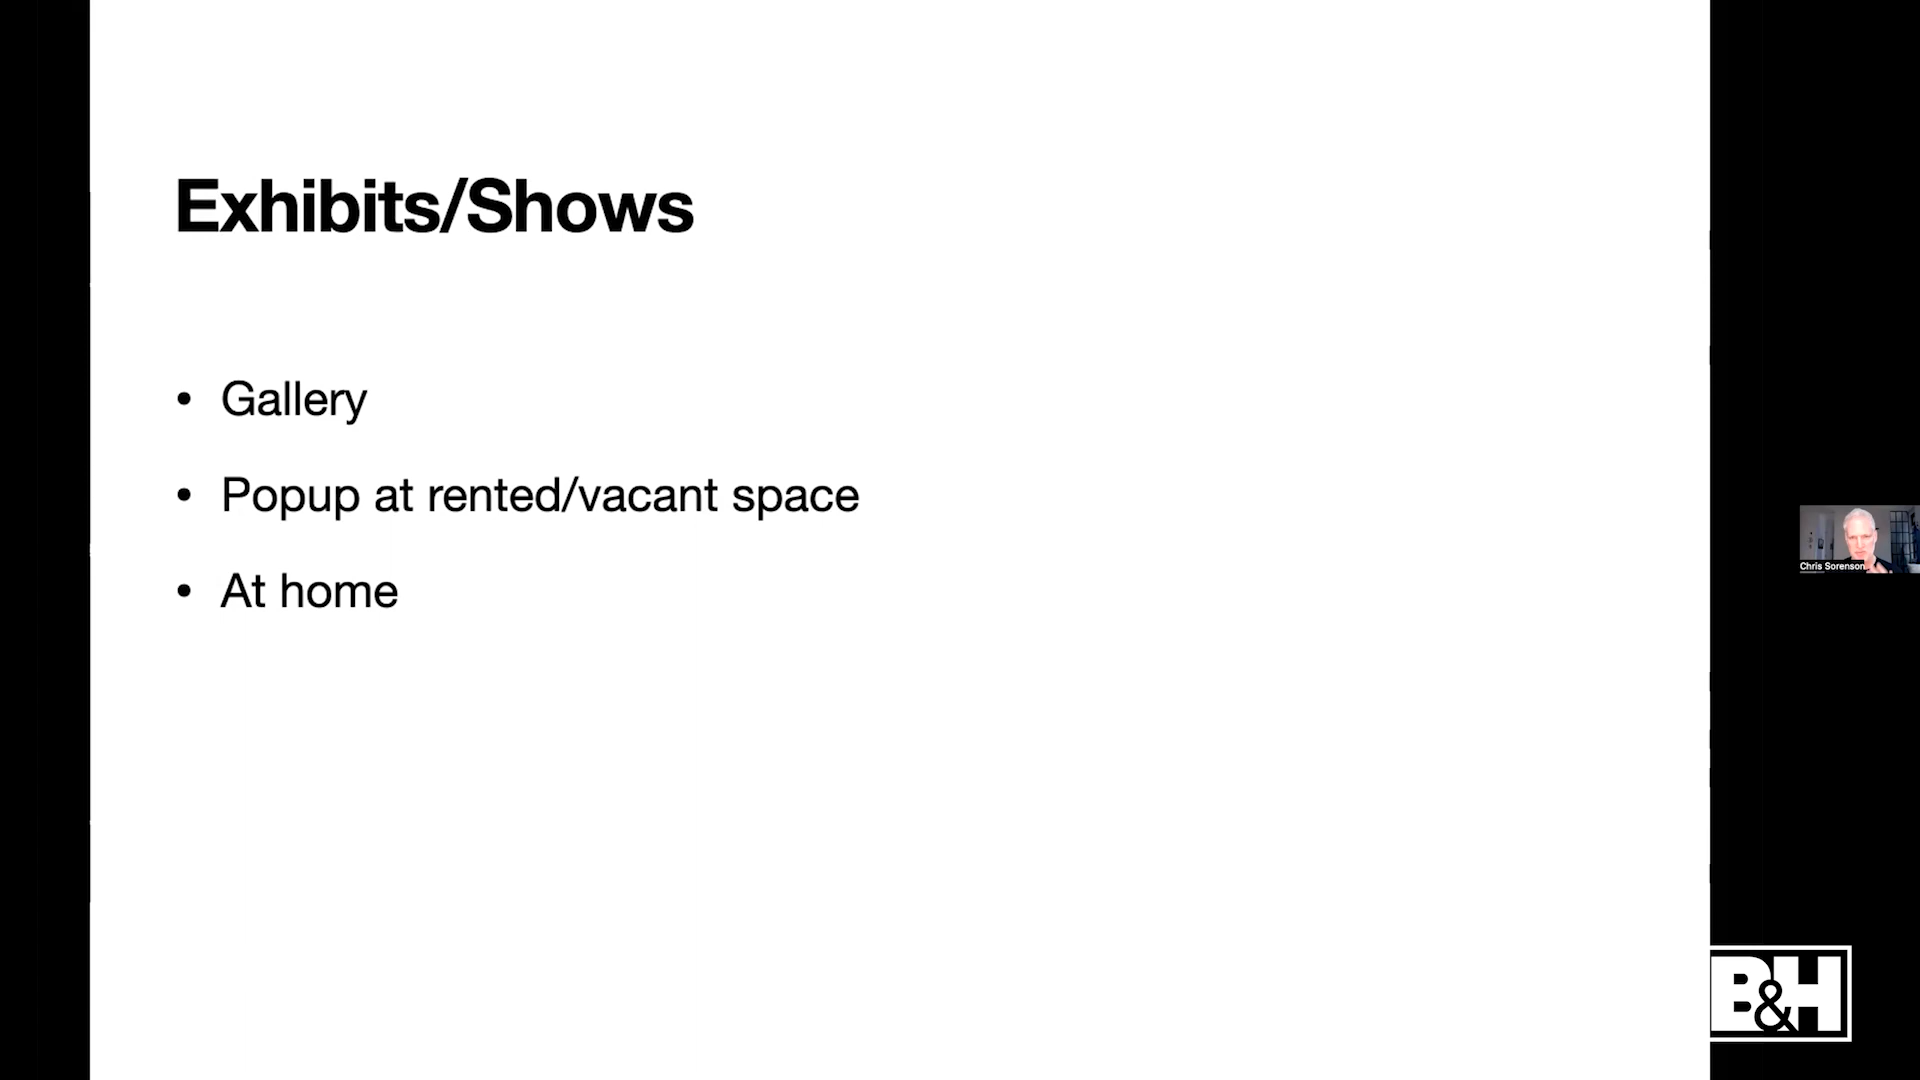 Exhibits/Shows
• Gallery
• Popup at rented/vacant space
• At home
Chris Sorenson
B&H